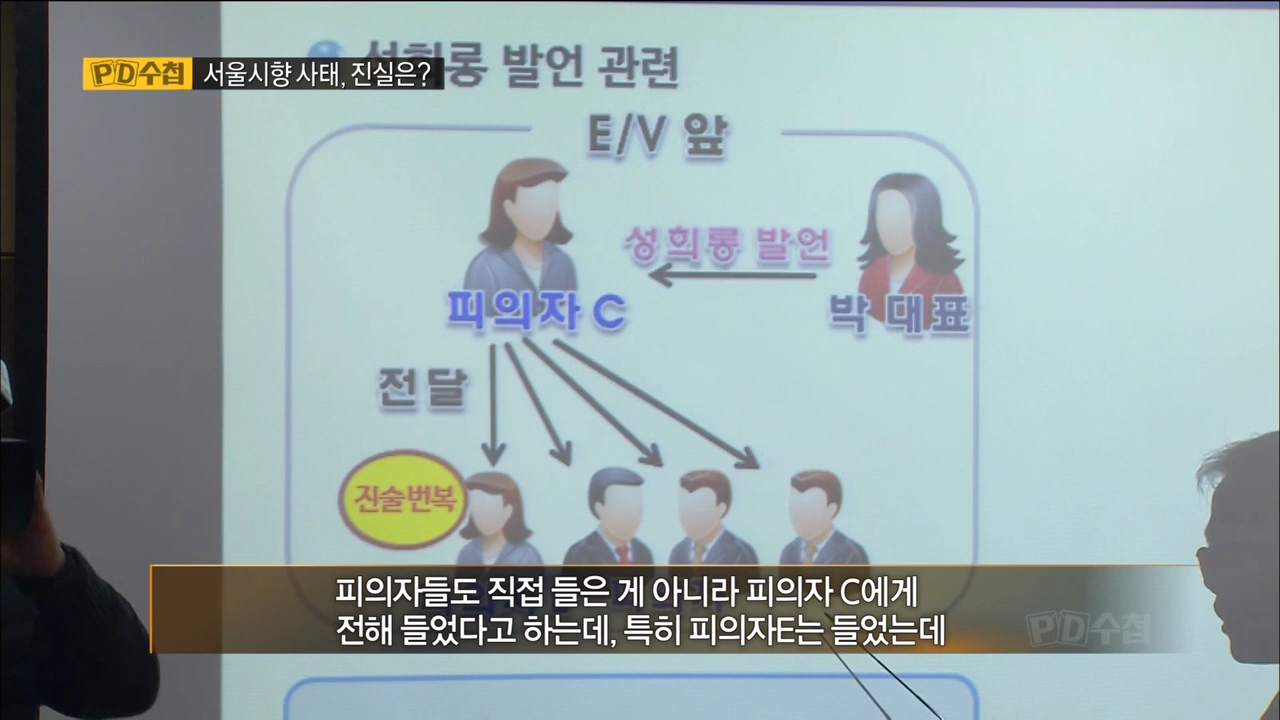 PD수첩 서울시향 사태, 진실은?
발언 관련
E/V 앞
성희롱 발언
피의자 C
박 대표
전달
진술번복
피의자들도 직접 들은 게 아니라 피의자 C에게
전해 들었다고 하는데, 특히 피의자E는 들었는데
PD수첩